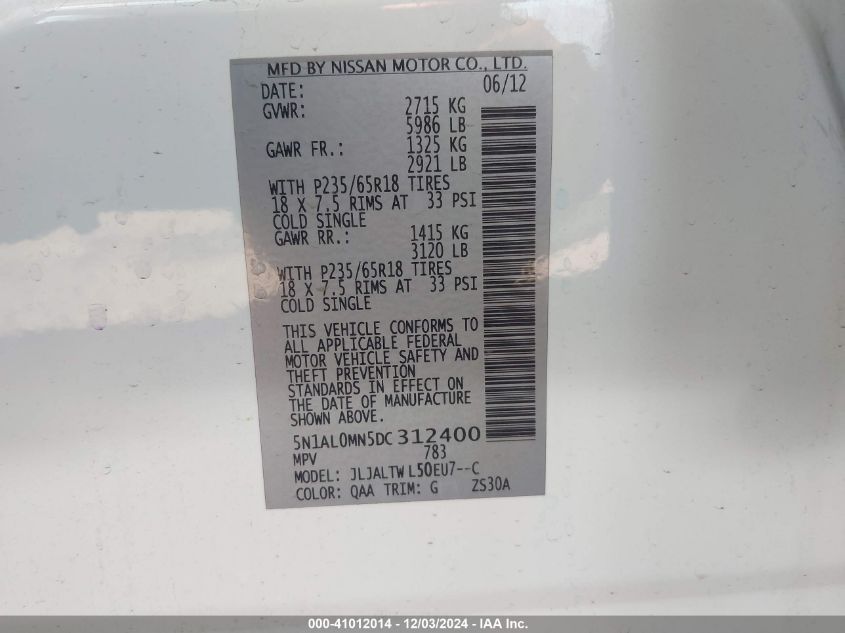 MFD BY NISSAN MOTOR CO., LTD.
DATE: 06/12
GVWR: 2715 KG
5986 LB
GAWR FR.: 1325 KG
2921 LB
WITH P235/65R18 TIRES
18 X 7.5 RIMS AT 33 PSI
COLD SINGLE
GAWR RR.: 1415 KG
3120 LB
WITH P235/65R18 TIRES
18 X 7.5 RIMS AT 33 PSI
COLD SINGLE
THIS VEHICLE CONFORMS TO
ALL APPLICABLE FEDERAL
MOTOR VEHICLE SAFETY AND
THEFT PREVENTION
STANDARDS IN EFFECT ON
THE DATE OF MANUFACTURE
SHOWN ABOVE.
5N1AL0MN5DC312400
MPV 783
MODEL: JLJALTWL50EU7--C
COLOR: QAA TRIM: G ZS30A
000-41012014 - 12/03/2024 - IAA Inc.